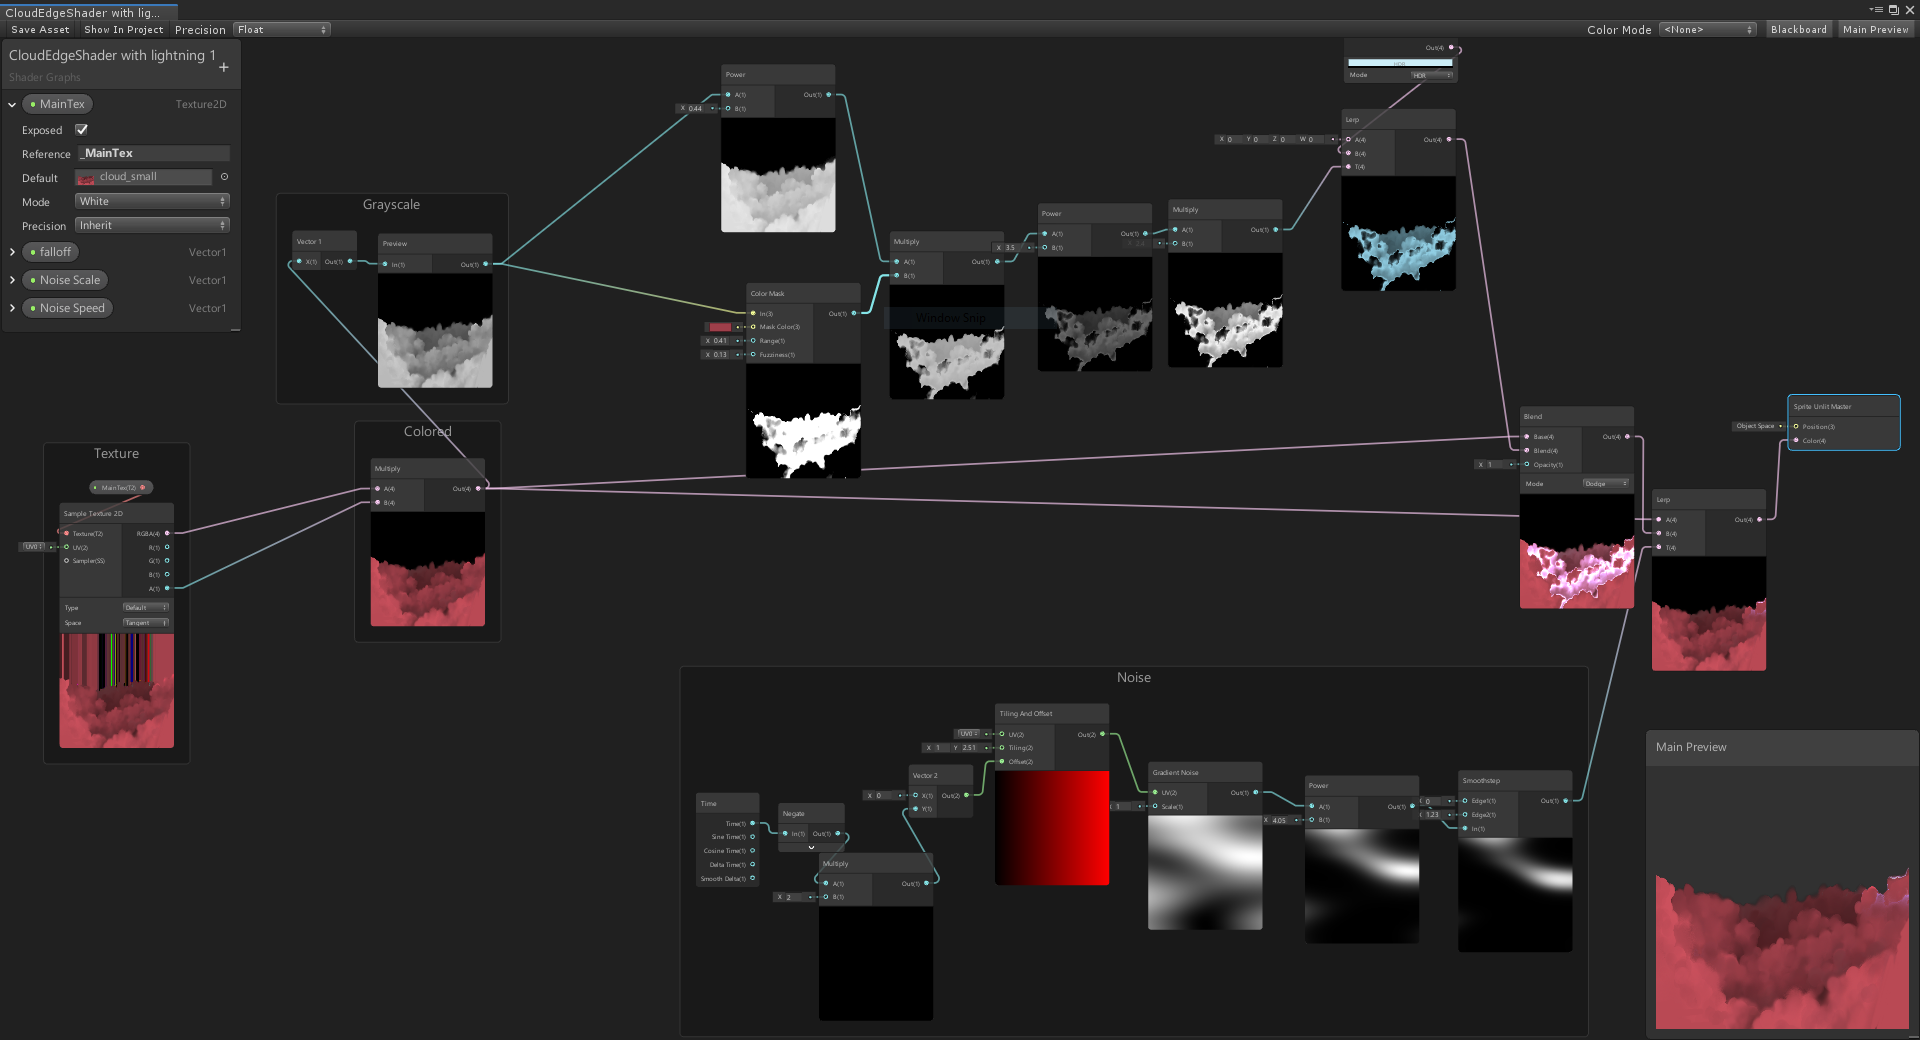 CloudEdgeShader with lig...
Save Asset Show In Project Precision Float
Color Mode <None> Blackboard Main Preview
CloudEdgeShader with lightning 1
Shader Graphs
MainTex Texture2D
Exposed
Reference _MainTex
Default cloud_small
Mode White
Precision Inherit
falloff Vector1
Noise Scale Vector1
Noise Speed Vector1
Texture
MainTex(T2)
Sample Texture 2D
Texture(T2) RGBA(4)
UV0 UV(2) R(1)
Sampler(SS) G(1)
B(1)
A(1)
Type Default
Space Tangent
Grayscale
Vector 1
X(1) Out(1)
Preview
In(1) Out(1)
Colored
Multiply
A(4) Out(4)
B(4)
Power
A(1) Out(1)
X 0.44 B(1)
Color Mask
In(3) Out(1)
Mask Color(3)
X 0.41 Range(1)
X 0.13 Fuzziness(1)
Multiply
A(1) Out(1)
B(1)
Window Snip
Power
A(1) Out(1)
X 3.5 B(1)
Multiply
A(1) Out(1)
B(1)
Out(4)
HDR
Mode HDR
Lerp
X 0 Y 0 Z 0 W 0 A(4) Out(4)
B(4)
T(4)
Blend
Base(4) Out(4)
Blend(4)
X 1 Opacity(1)
Mode Dodge
Lerp
A(4) Out(4)
B(4)
T(4)
Sprite Unlit Master
Object Space Position(3)
Color(4)
Noise
Time
Time(1)
Sine Time(1)
Cosine Time(1)
Delta Time(1)
Smooth Delta(1)
Negate
In(1) Out(1)
Multiply
A(1) Out(1)
X 2 B(1)
Vector 2
X 0 X(1) Out(2)
Y(1)
Tiling And Offset
UV0 UV(2) Out(2)
X 1 Y 2.51 Tiling(2)
Offset(2)
Gradient Noise
UV(2) Out(1)
1 Scale(1)
Power
A(1) Out(1)
X 4.05 B(1)
Smoothstep
0 Edge1(1) Out(1)
1.23 Edge2(1)
In(1)
Main Preview